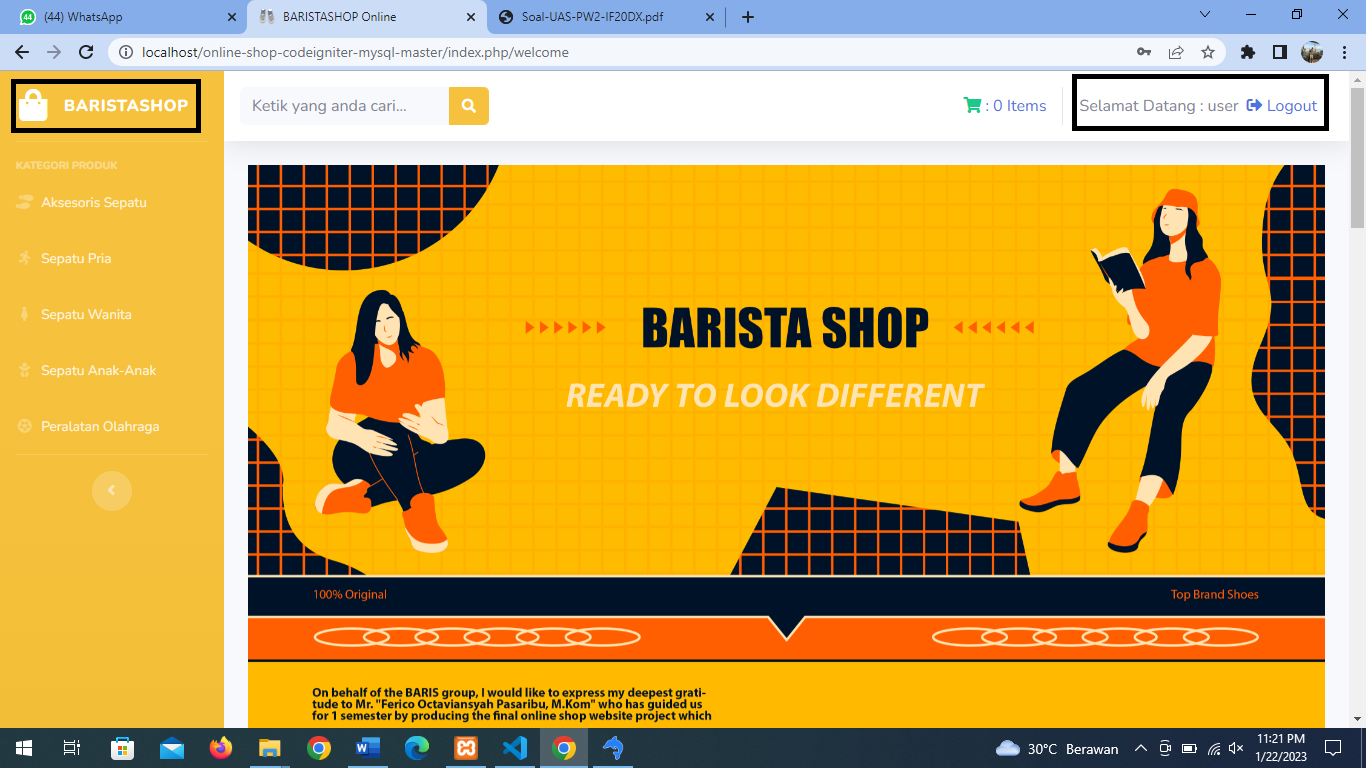 (44) WhatsApp
BARISTASHOP Online
Soal-UAS-PW2-IF20DX.pdf
localhost/online-shop-codeigniter-mysql-master/index.php/welcome
BARISTASHOP
Ketik yang anda cari...
: 0 Items
Selamat Datang : user Logout
KATEGORI PRODUK
Aksesoris Sepatu
Sepatu Pria
Sepatu Wanita
Sepatu Anak-Anak
Peralatan Olahraga
BARISTA SHOP
READY TO LOOK DIFFERENT
100% Original
Top Brand Shoes
On behalf of the BARIS group, I would like to express my deepest grati-
tude to Mr. "Ferico Octaviansyah Pasaribu, M.Kom" who has guided us
for 1 semester by producing the final online shop website project which
30°C Berawan
11:21 PM
1/22/2023